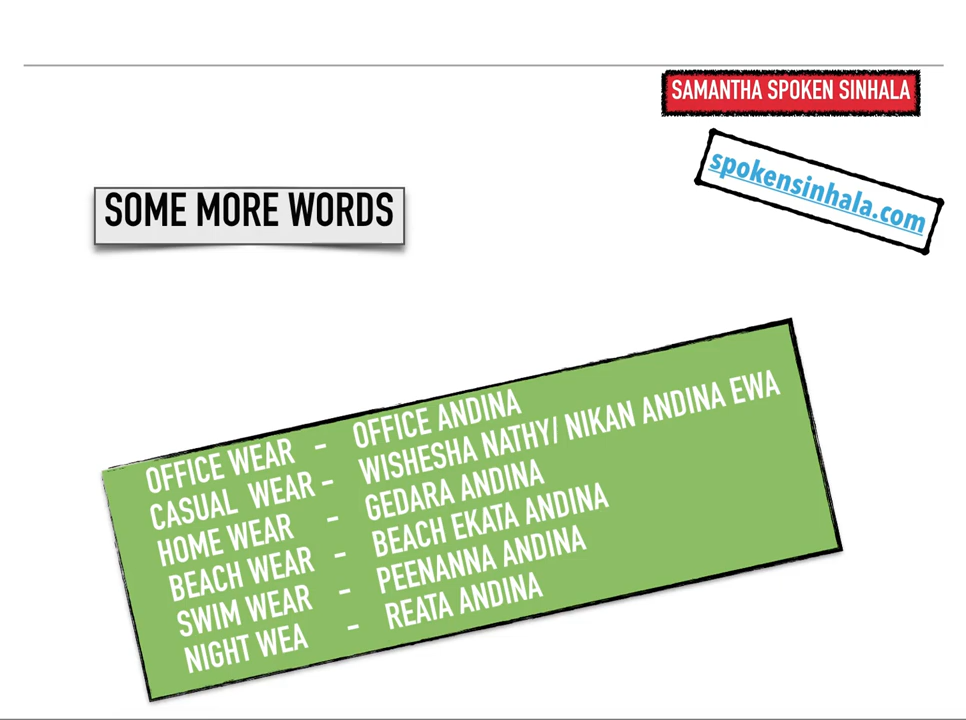 SAMANTHA SPOKEN SINHALA
spokensinhala.com
SOME MORE WORDS
OFFICE WEAR - OFFICE ANDINA
CASUAL WEAR - WISHESHA NATHY/ NIKAN ANDINA EWA
HOME WEAR - GEDARA ANDINA
BEACH WEAR - BEACH EKATA ANDINA
SWIM WEAR - PEENANNA ANDINA
NIGHT WEA - REATA ANDINA